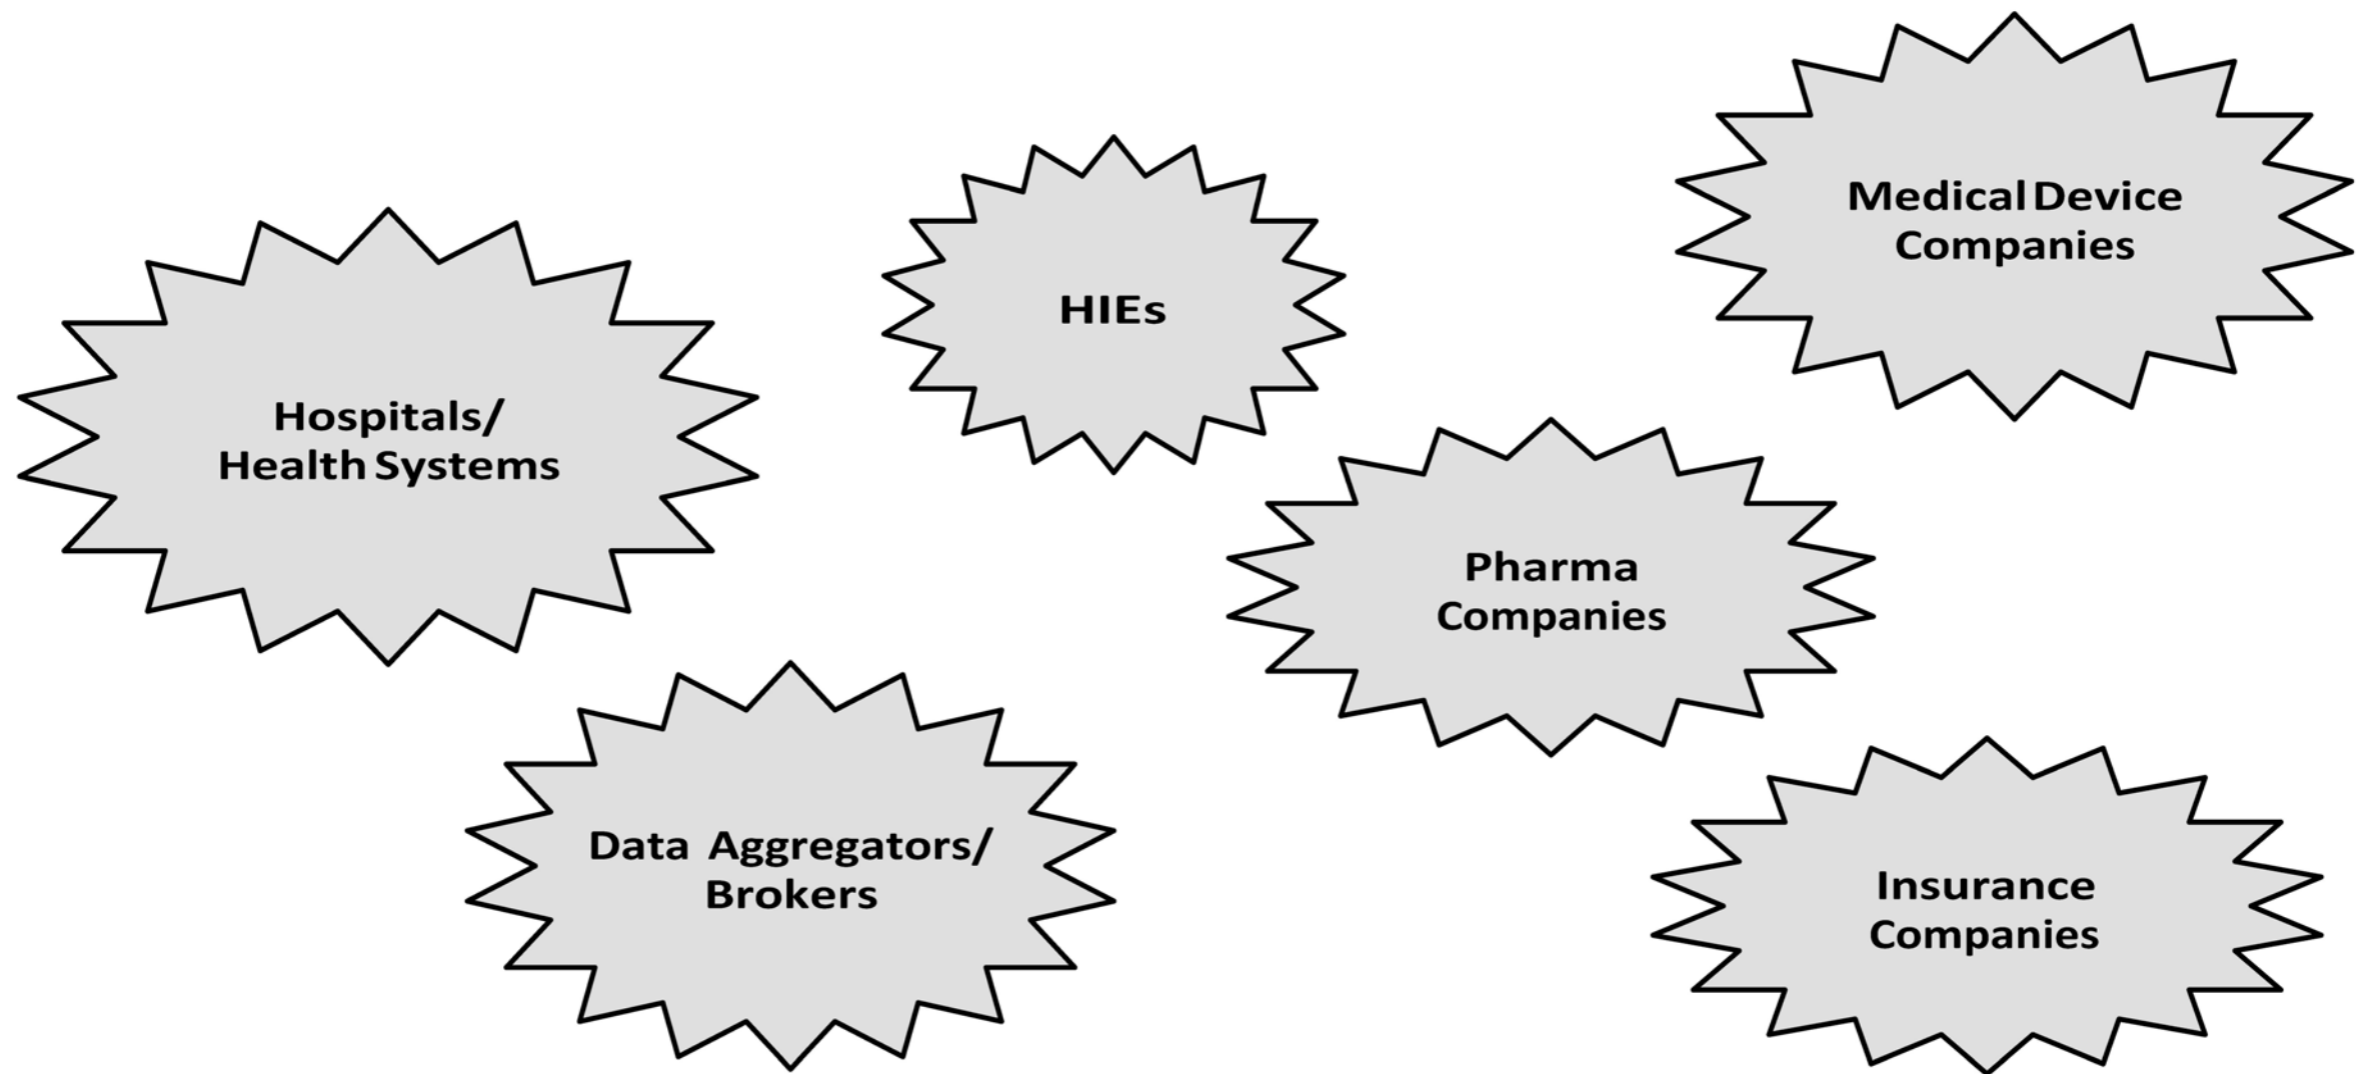 Medical Device
Companies
HIEs
Hospitals/
Health Systems
Pharma
Companies
Data Aggregators/
Brokers
Insurance
Companies